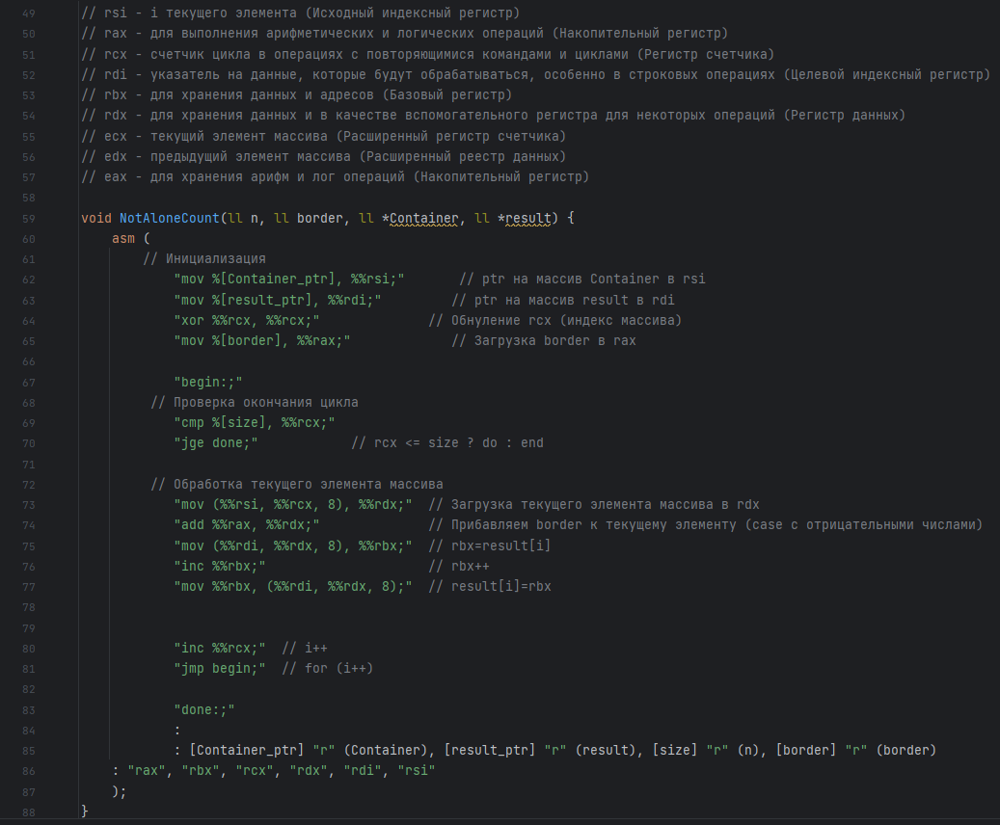 49 // rsi - i текущего элемента (Исходный индексный регистр)
50 // rax - для выполнения арифметических и логических операций (Накопительный регистр)
51 // rcx - счетчик цикла в операциях с повторяющимися командами и циклами (Регистр счетчика)
52 // rdi - указатель на данные, которые будут обрабатываться, особенно в строковых операциях (Целевой индексный регистр)
53 // rbx - для хранения данных и адресов (Базовый регистр)
54 // rdx - для хранения данных и в качестве вспомогательного регистра для некоторых операций (Регистр данных)
55 // ecx - текущий элемент массива (Расширенный регистр счетчика)
56 // edx - предыдущий элемент массива (Расширенный реестр данных)
57 // eax - для хранения арифм и лог операций (Накопительный регистр)
58
59 void NotAloneCount(ll n, ll border, ll *Container, ll *result) {
60 asm (
61 // Инициализация
62 "mov %[Container_ptr], %%rsi;" // ptr на массив Container в rsi
63 "mov %[result_ptr], %%rdi;" // ptr на массив result в rdi
64 "xor %%rcx, %%rcx;" // Обнуление rcx (индекс массива)
65 "mov %[border], %%rax;" // Загрузка border в rax
66
67 "begin:;"
68 // Проверка окончания цикла
69 "cmp %[size], %%rcx;"
70 "jge done;" // rcx <= size ? do : end
71
72 // Обработка текущего элемента массива
73 "mov (%%rsi, %%rcx, 8), %%rdx;" // Загрузка текущего элемента массива в rdx
74 "add %%rax, %%rdx;" // Прибавляем border к текущему элементу (case с отрицательными числами)
75 "mov (%%rdi, %%rdx, 8), %%rbx;" // rbx=result[i]
76 "inc %%rbx;" // rbx++
77 "mov %%rbx, (%%rdi, %%rdx, 8);" // result[i]=rbx
78
79
80 "inc %%rcx;" // i++
81 "jmp begin;" // for (i++)
82
83 "done:;"
84 :
85 : [Container_ptr] "r" (Container), [result_ptr] "r" (result), [size] "r" (n), [border] "r" (border)
86 : "rax", "rbx", "rcx", "rdx", "rdi", "rsi"
87 );
88 }